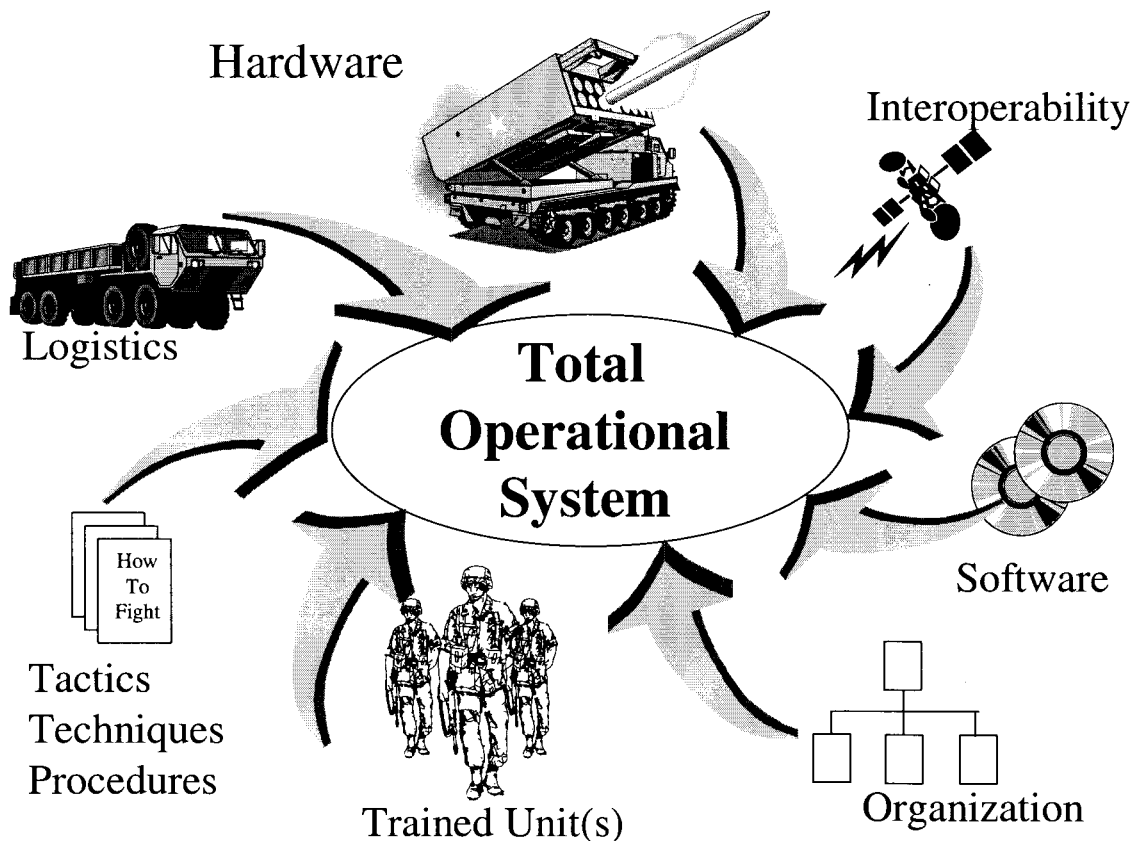 Hardware
Interoperability
Logistics
Total
Operational
System
Software
How
To
Fight
Tactics
Techniques
Procedures
Trained Unit(s)
Organization